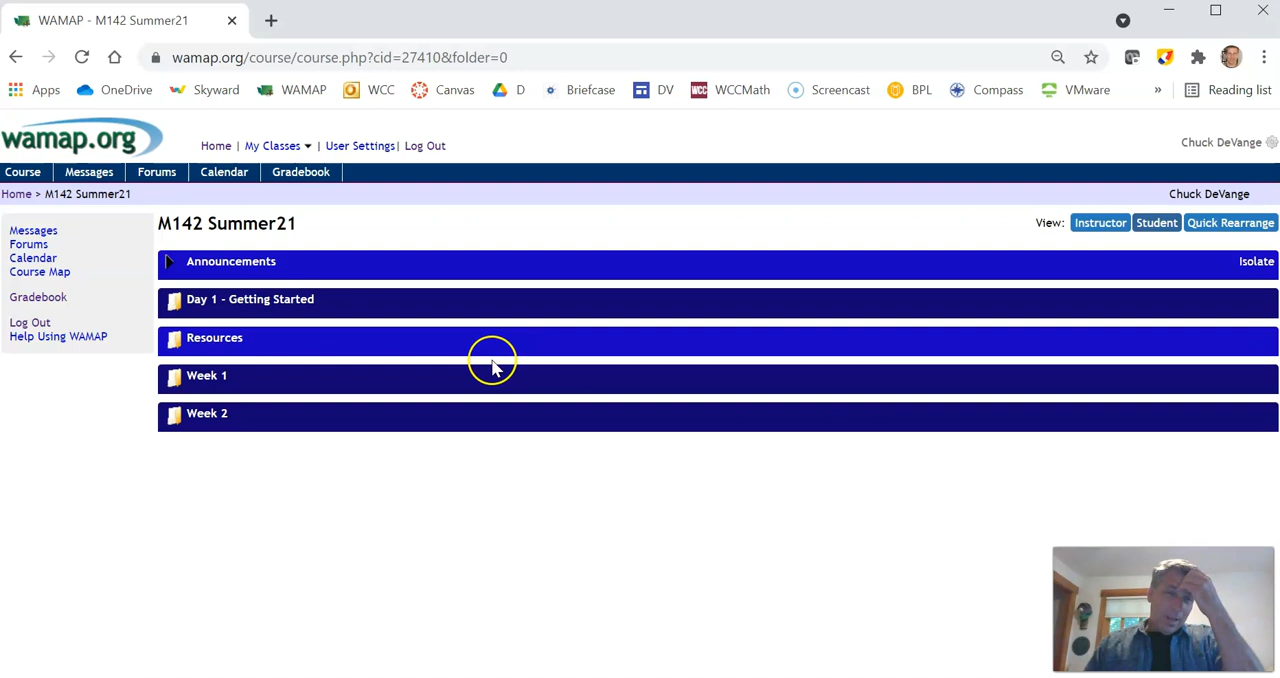 WAMAP - M142 Summer21
wamap.org/course/course.php?cid=27410&folder=0
Apps OneDrive Skyward WAMAP WCC Canvas D Briefcase DV WCCMath Screencast BPL Compass VMware » Reading list
wamap.org
Home | My Classes | User Settings | Log Out
Chuck DeVange
Course Messages Forums Calendar Gradebook
Home > M142 Summer21
Chuck DeVange
Messages
Forums
Calendar
Course Map
Gradebook
Log Out
Help Using WAMAP
M142 Summer21
View: Instructor Student Quick Rearrange
Announcements
Isolate
Day 1 - Getting Started
Resources
Week 1
Week 2